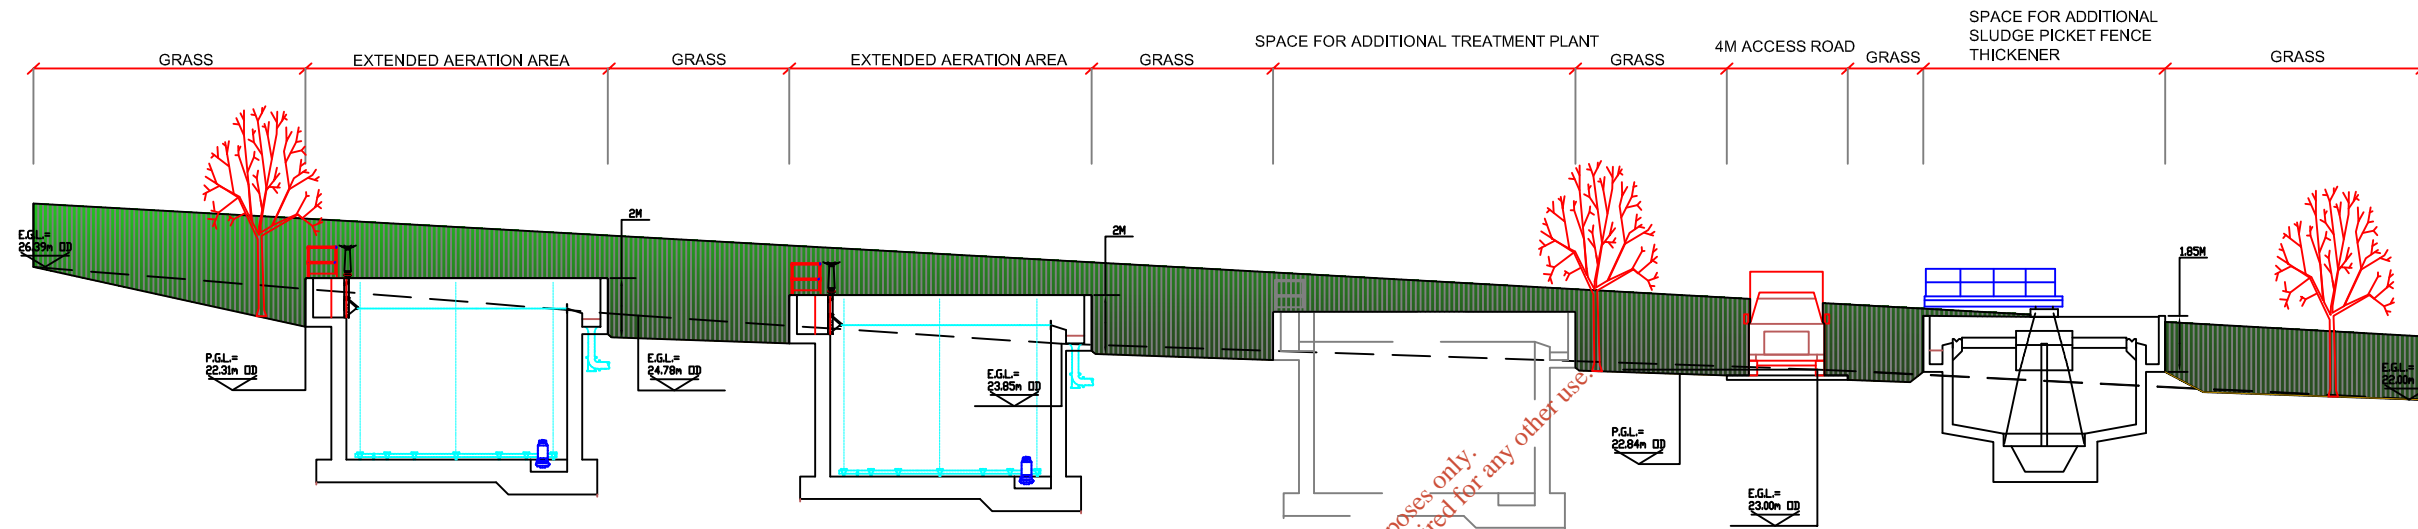 GRASS
EXTENDED AERATION AREA
GRASS
EXTENDED AERATION AREA
GRASS
SPACE FOR ADDITIONAL TREATMENT PLANT
GRASS
4M ACCESS ROAD
GRASS
SPACE FOR ADDITIONAL
SLUDGE PICKET FENCE
THICKENER
GRASS
E.G.L.=
26.39m OD
2M
2M
1.85M
P.G.L.=
22.31m OD
E.G.L.=
24.78m OD
E.G.L.=
23.85m OD
P.G.L.=
22.84m OD
E.G.L.=
23.00m OD
E.G.L.=
22.00m
poses only.
ired for any other use.